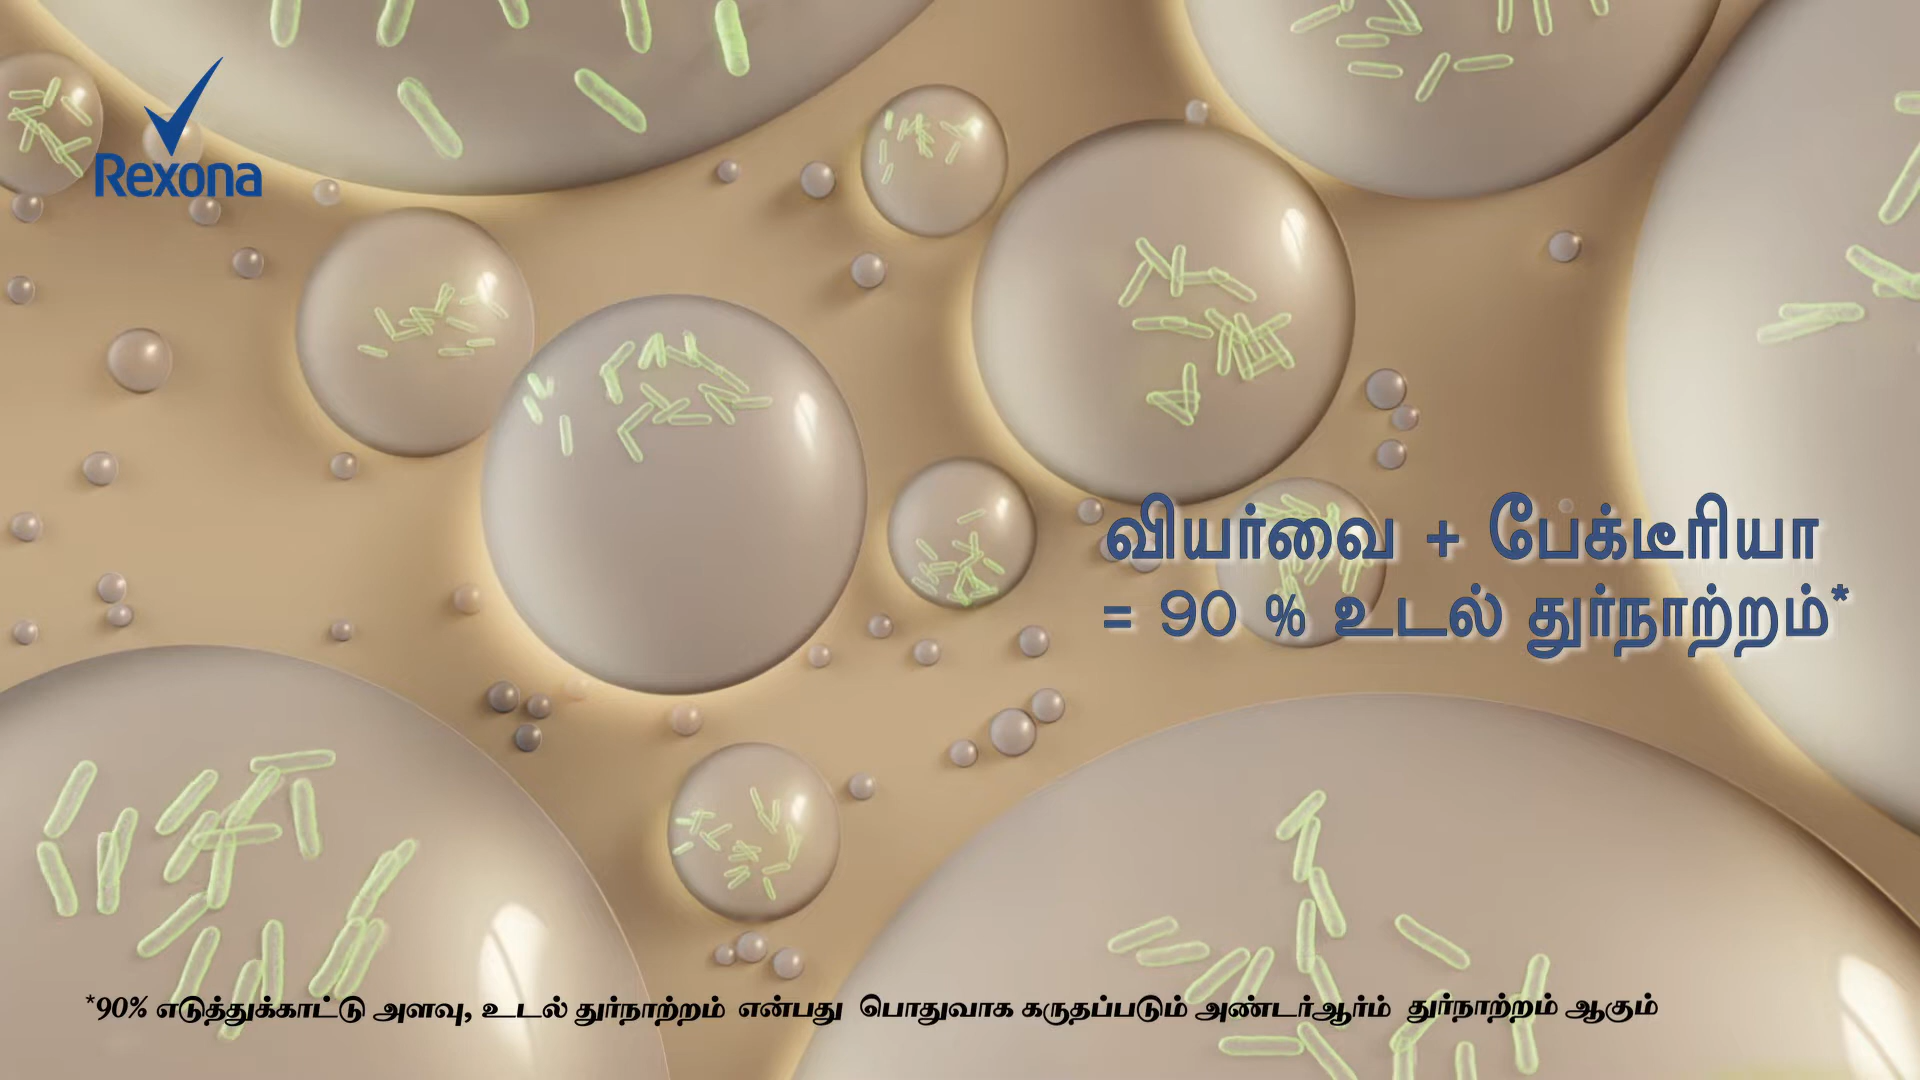 Rexona
வியர்வை + பேக்டீரியா
= 90 % உடல் துர்நாற்றம்*
*90% எடுத்துக்காட்டு அளவு, உடல் துர்நாற்றம் என்பது பொதுவாக கருதப்படும் அண்டர்ஆர்ம் துர்நாற்றம் ஆகும்